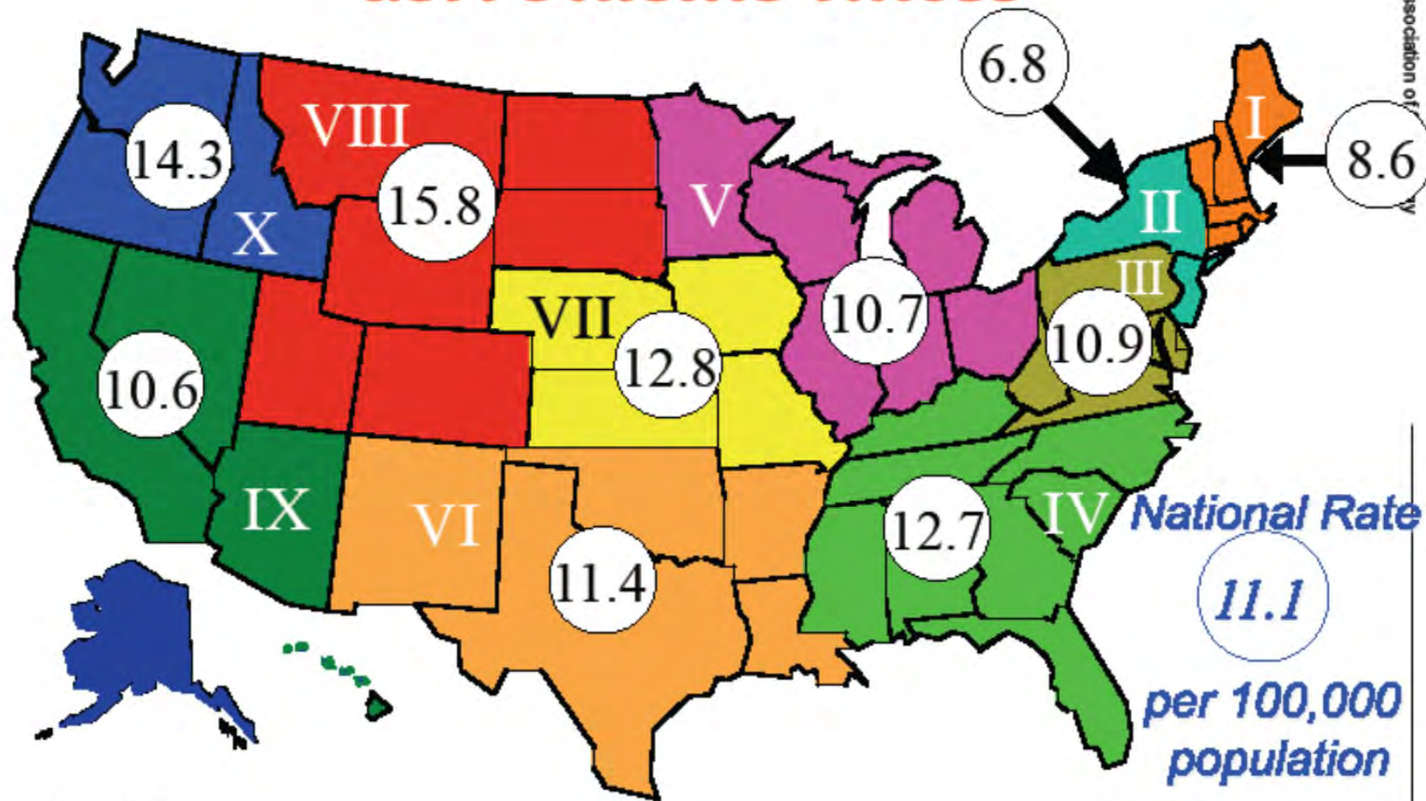 6.8
I
VIII
8.6
14.3
15.8
V
II
X
III
VII
10.7
10.9
12.8
10.6
IX
VI
12.7
IV
National Rate
11.4
11.1
per 100,000
population